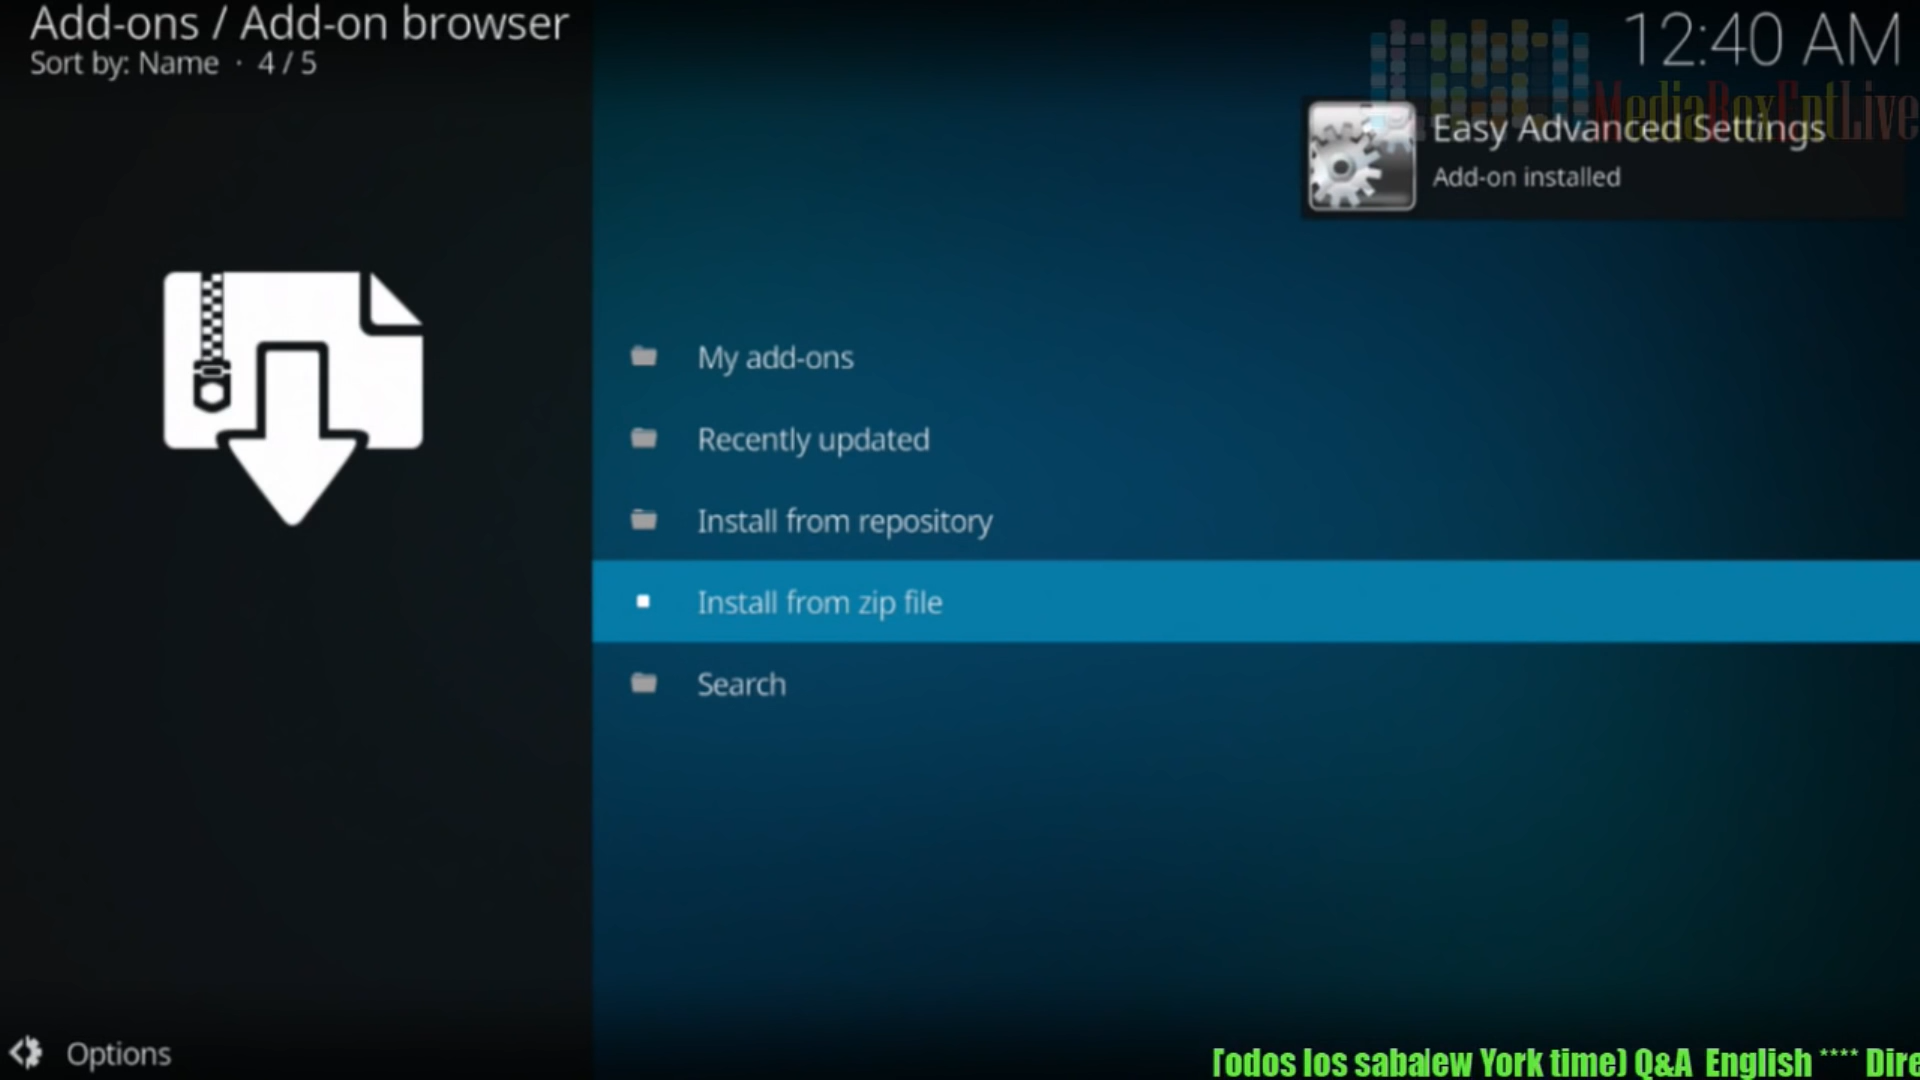 Add-ons / Add-on browser
Sort by: Name · 4 / 5
12:40 AM
MediaBoxEntLive
Easy Advanced Settings
Add-on installed
My add-ons
Recently updated
Install from repository
Install from zip file
Search
Options
Todos los sabalew York time) Q&A English **** Dire